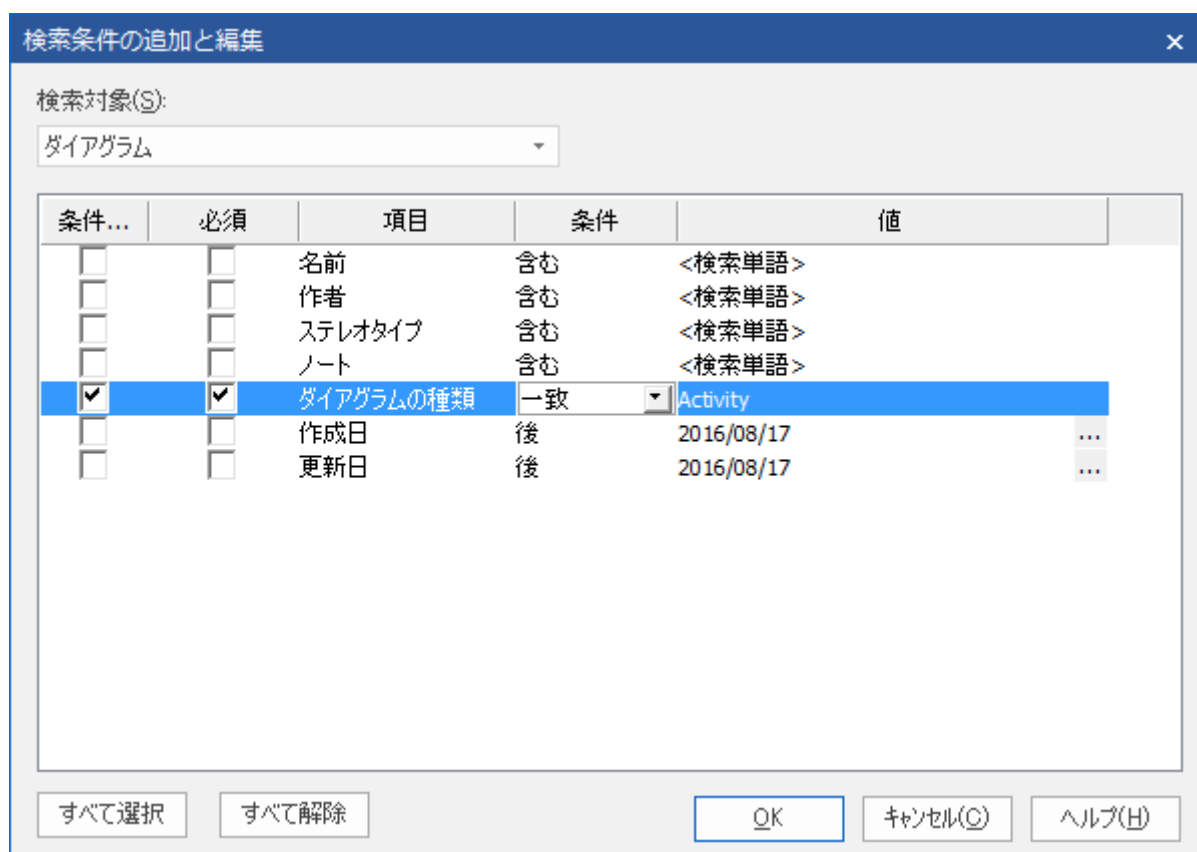 検索条件の追加と編集
検索対象(S):
ダイアグラム
条件... 必須 項目 条件 値
名前 含む <検索単語>
作者 含む <検索単語>
ステレオタイプ 含む <検索単語>
ノート 含む <検索単語>
ダイアグラムの種類 一致 Activity
作成日 後 2016/08/17 ...
更新日 後 2016/08/17 ...
すべて選択 すべて解除 OK キャンセル(C) ヘルプ(H)